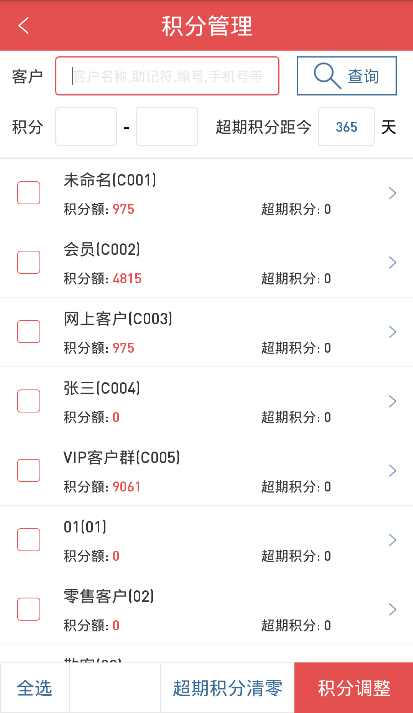 积分管理
客户 客户名称,助记符,编号,手机号等 查询
积分 - 超期积分距今 365 天
未命名(C001)
积分额: 975 超期积分: 0
会员(C002)
积分额: 4815 超期积分: 0
网上客户(C003)
积分额: 975 超期积分: 0
张三(C004)
积分额: 0 超期积分: 0
VIP客户群(C005)
积分额: 9061 超期积分: 0
01(01)
积分额: 0 超期积分: 0
零售客户(02)
积分额: 0 超期积分: 0
全选 超期积分清零 积分调整